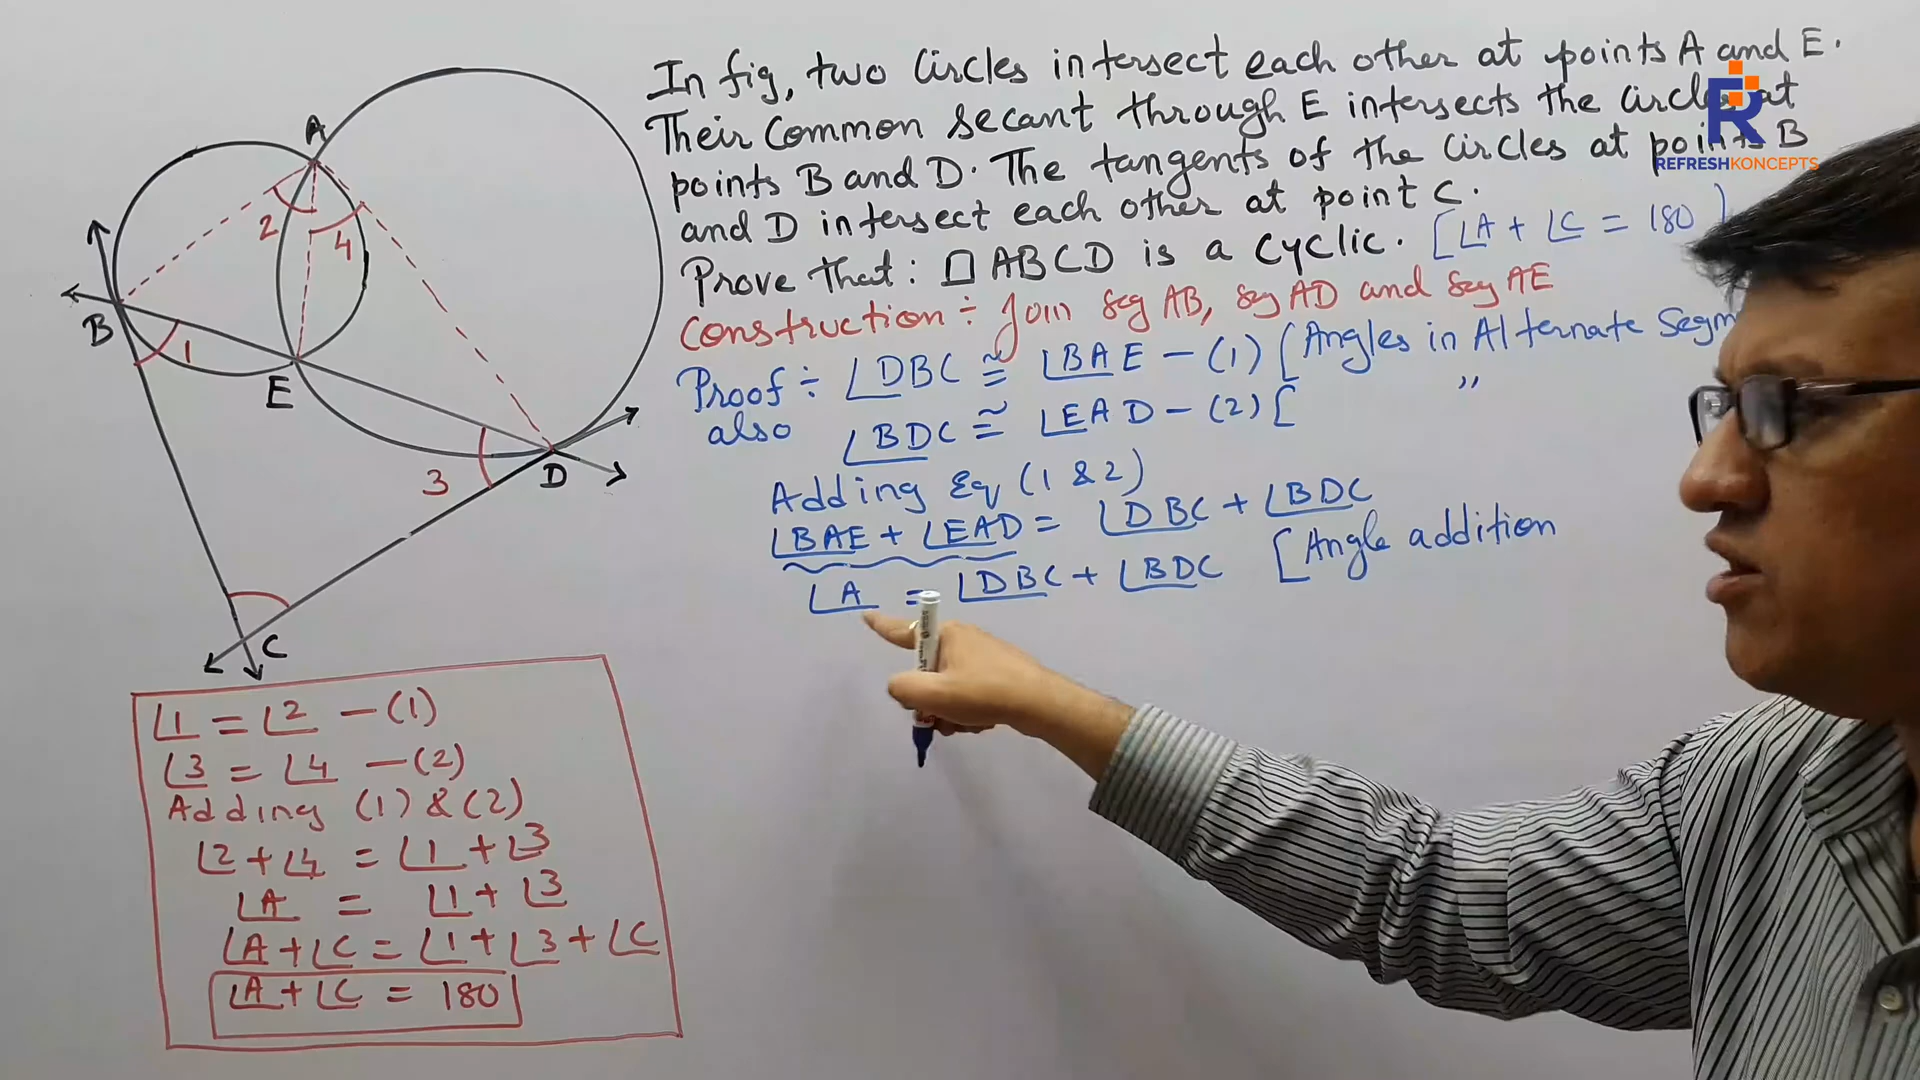 In fig, two Circles intersect each other at points A and E.
Their Common Secant through E intersects the Circles at
points B and D. The tangents of the Circles at points B
and D intersect each other at point C.
Prove that: □ABCD is a cyclic. [∠A + ∠C = 180]
Construction ÷ Join seg AB, seg AD and seg AE
Proof ÷ ∠DBC ≅ ∠BAE — (1) [Angles in Alternate
also ∠BDC ≅ ∠EAD — (2) [ 〃
Adding Eq (1 & 2)
∠BAE + ∠EAD = ∠DBC + ∠BDC
∠A = ∠DBC + ∠BDC [Angle addition
REFRESHKONCEPTS
A
2
4
B
1
E
3
D
C
∠1 = ∠2 — (1)
∠3 = ∠4 — (2)
Adding (1) & (2)
∠2 + ∠4 = ∠1 + ∠3
∠A = ∠1 + ∠3
∠A + ∠C = ∠1 + ∠3 + ∠C
∠A + ∠C = 180